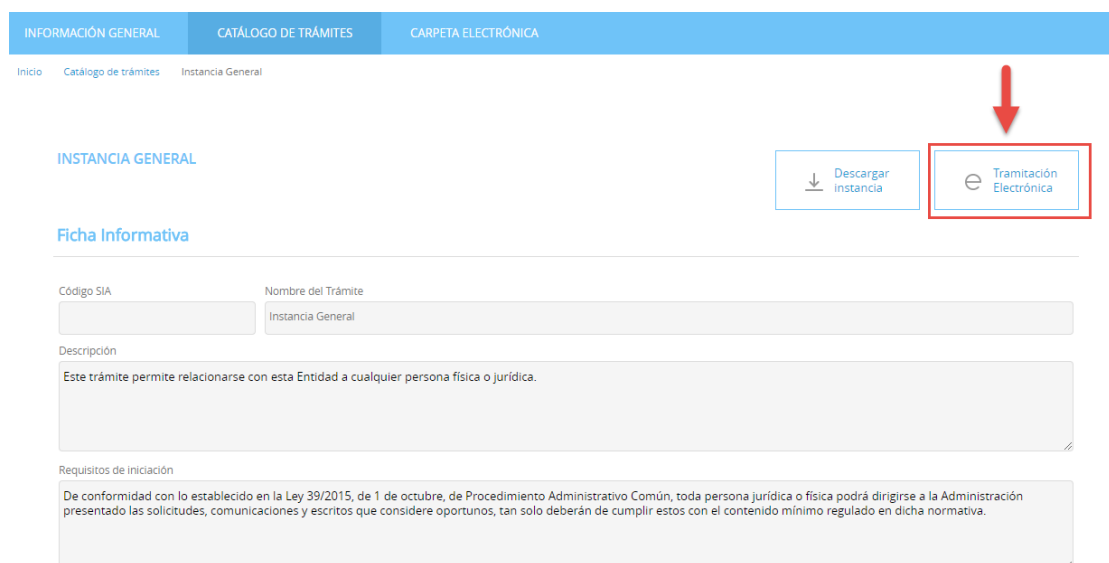 INFORMACIÓN GENERAL CATÁLOGO DE TRÁMITES CARPETA ELECTRÓNICA
Inicio Catálogo de trámites Instancia General
INSTANCIA GENERAL
Descargar
instancia
e Tramitación
Electrónica
Ficha Informativa
Código SIA Nombre del Trámite
Instancia General
Descripción
Este trámite permite relacionarse con esta Entidad a cualquier persona física o jurídica.
Requisitos de iniciación
De conformidad con lo establecido en la Ley 39/2015, de 1 de octubre, de Procedimiento Administrativo Común, toda persona jurídica o física podrá dirigirse a la Administración
presentado las solicitudes, comunicaciones y escritos que considere oportunos, tan solo deberán de cumplir estos con el contenido mínimo regulado en dicha normativa.